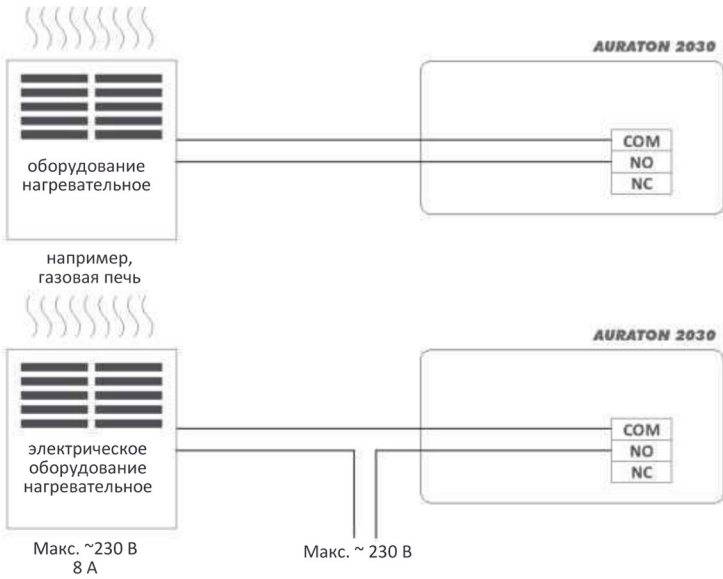 AURATON 2030
COM
NO
NC
оборудование
нагревательное
например,
газовая печь
AURATON 2030
COM
NO
NC
электрическое
оборудование
нагревательное
Макс. ~230 В
8 А
Макс. ~ 230 В